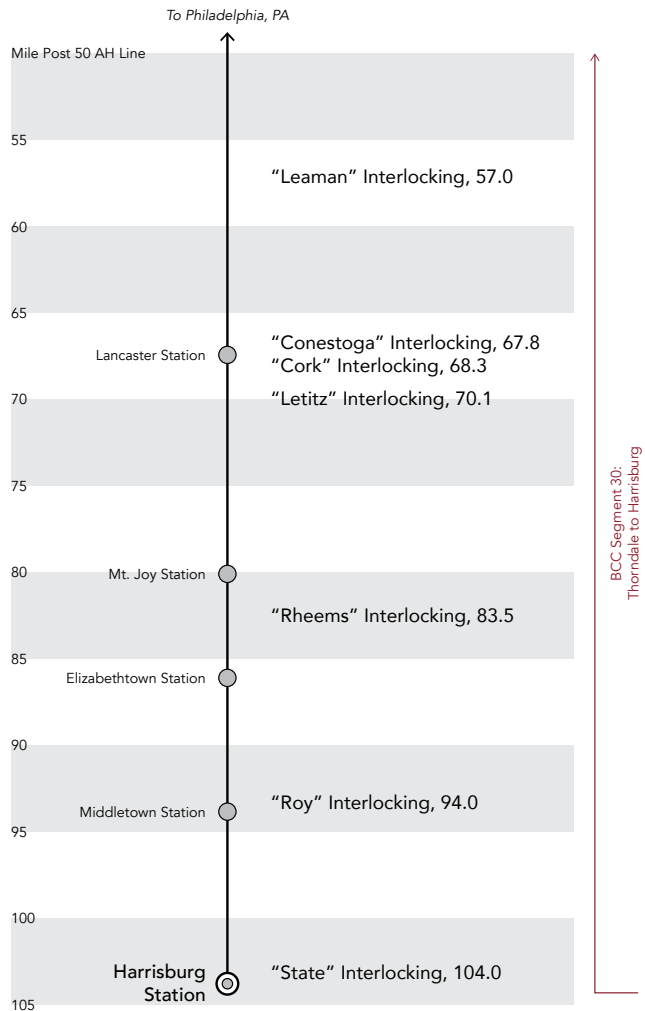 To Philadelphia, PA
Mile Post 50 AH Line
55
“Leaman“ Interlocking, 57.0
60
65
“Conestoga“ Interlocking, 67.8
Lancaster Station
“Cork“ Interlocking, 68.3
70
“Letitz“ Interlocking, 70.1
75
BCC Segment 30:
Thorndale to Harrisburg
80
Mt. Joy Station
“Rheems“ Interlocking, 83.5
85
Elizabethtown Station
90
“Roy“ Interlocking, 94.0
Middletown Station
95
100
Harrisburg
Station
“State“ Interlocking, 104.0
105